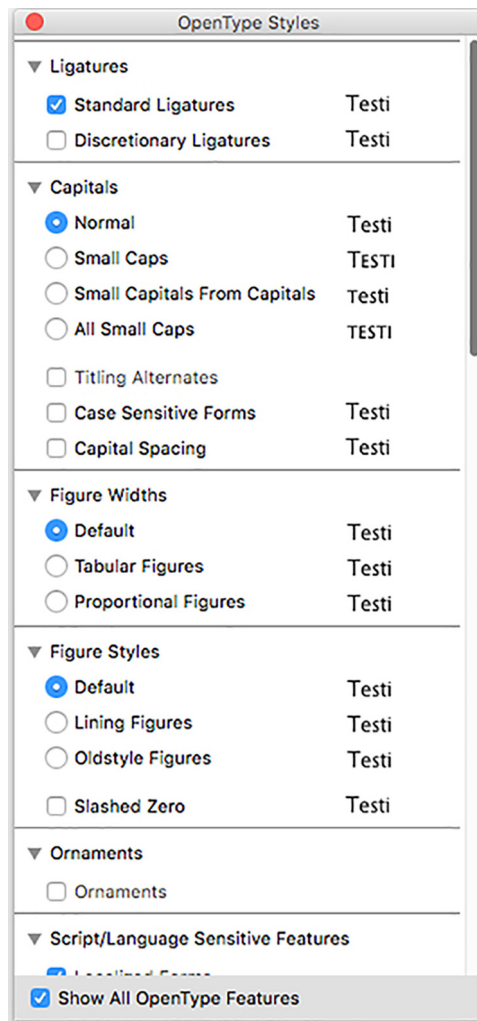 OpenType Styles
Ligatures
Standard Ligatures Testi
Discretionary Ligatures Testi
Capitals
Normal Testi
Small Caps TESTI
Small Capitals From Capitals Testi
All Small Caps TESTI
Titling Alternates
Case Sensitive Forms Testi
Capital Spacing Testi
Figure Widths
Default Testi
Tabular Figures Testi
Proportional Figures Testi
Figure Styles
Default Testi
Lining Figures Testi
Oldstyle Figures Testi
Slashed Zero Testi
Ornaments
Ornaments
Script/Language Sensitive Features
Localized Forms
Show All OpenType Features